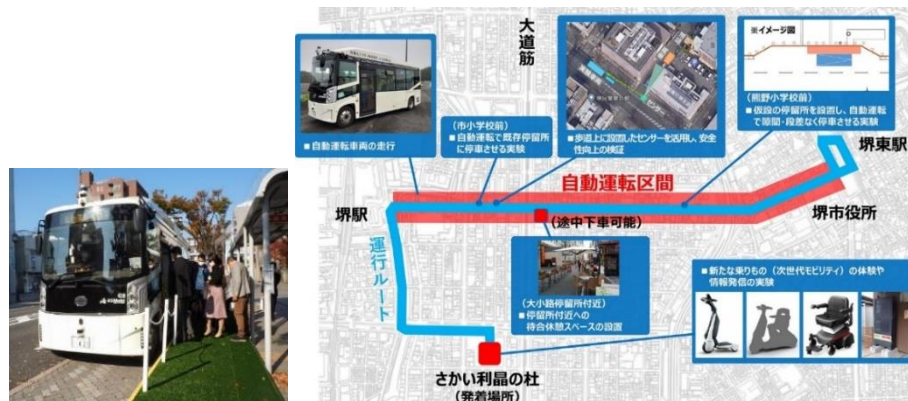 大道筋
※イメージ図
(熊野小学校前)
■仮設の停留所を設置し、自動運転
で隙間・段差なく停車させる実験
■自動運転車両の走行
(市小学校前)
■自動運転で既存停留所
に停車させる実験
センサー
■歩道上に設置したセンサーを活用し、安全
性向上の検証
堺東駅
自動運転区間
堺駅
(途中下車可能)
堺市役所
運行ルート
(大小路停留所付近)
■停留所付近への
待合休憩スペースの設置
■新たな乗りもの(次世代モビリティ)の体験や
情報発信の実験
さかい利晶の杜
(発着場所)